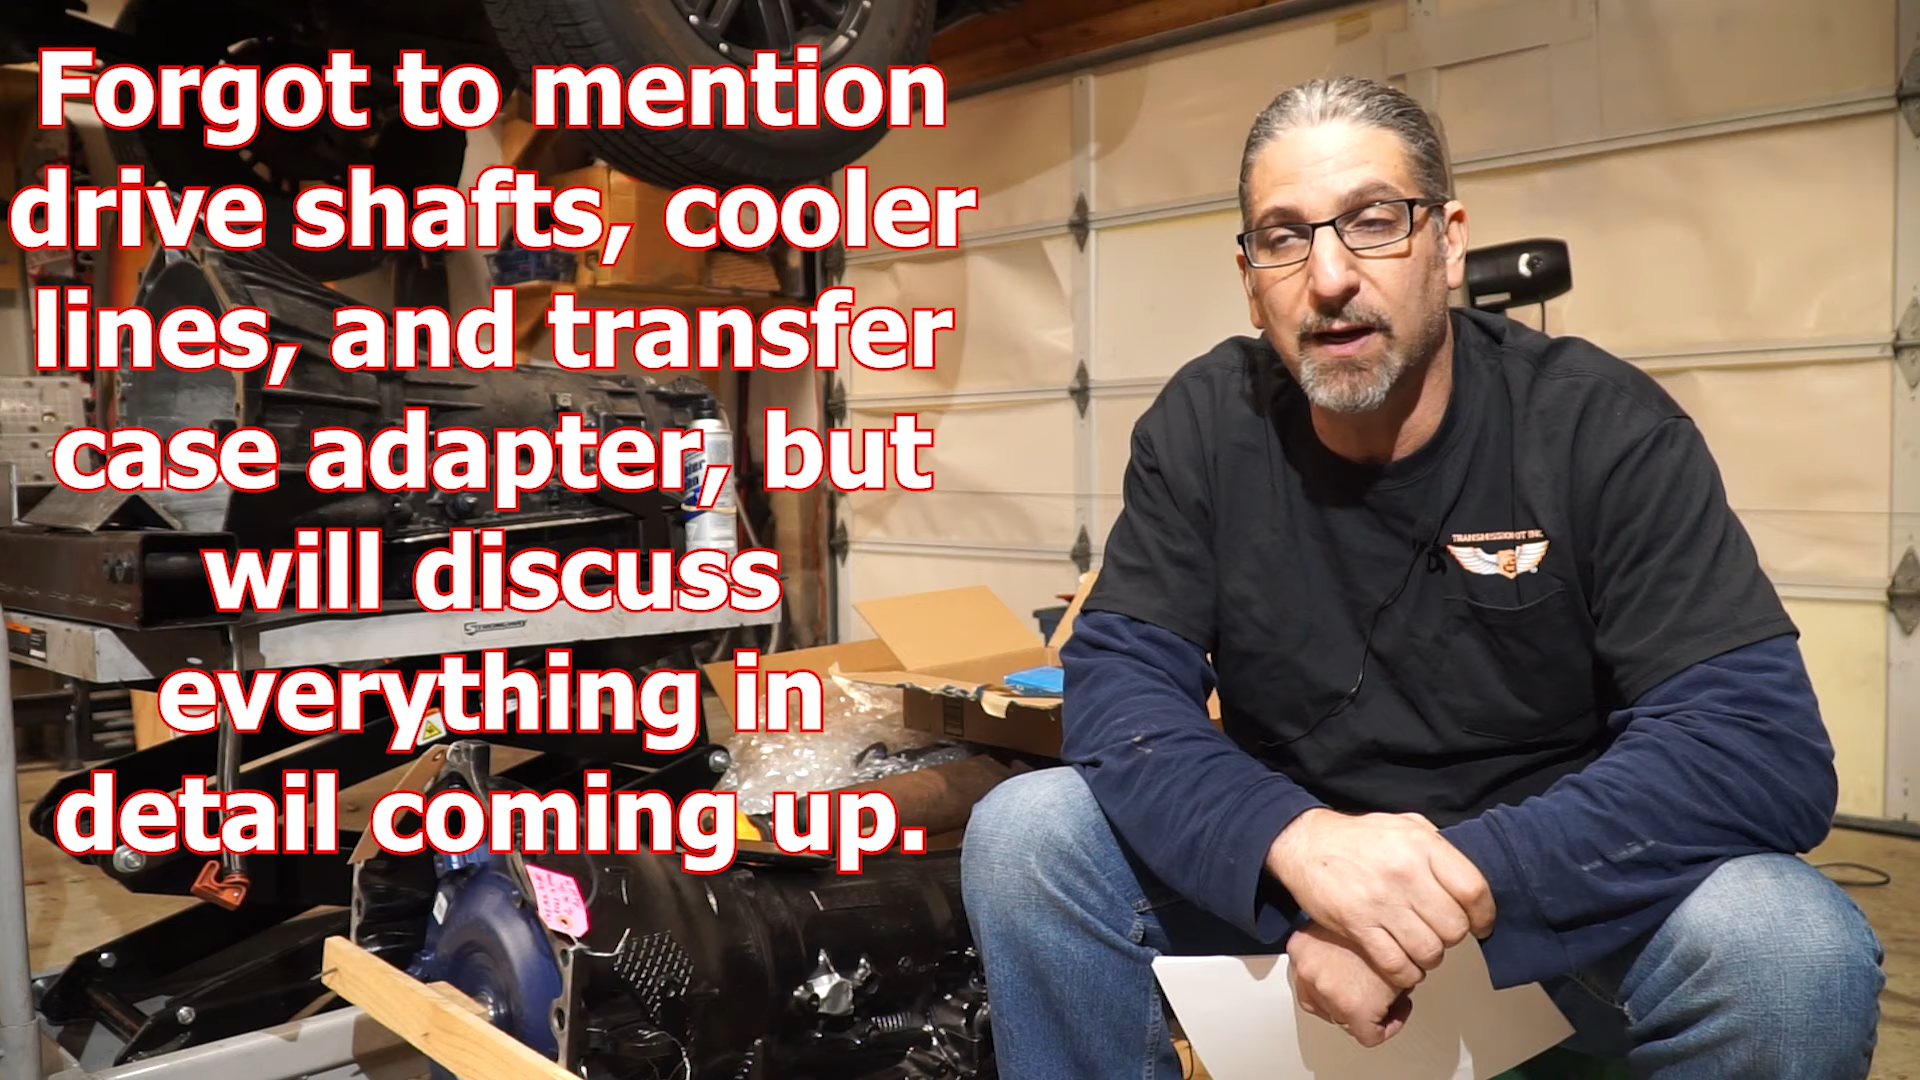 Forgot to mention
drive shafts, cooler
lines, and transfer
case adapter, but
will discuss
everything in
detail coming up.
STRONGWAY